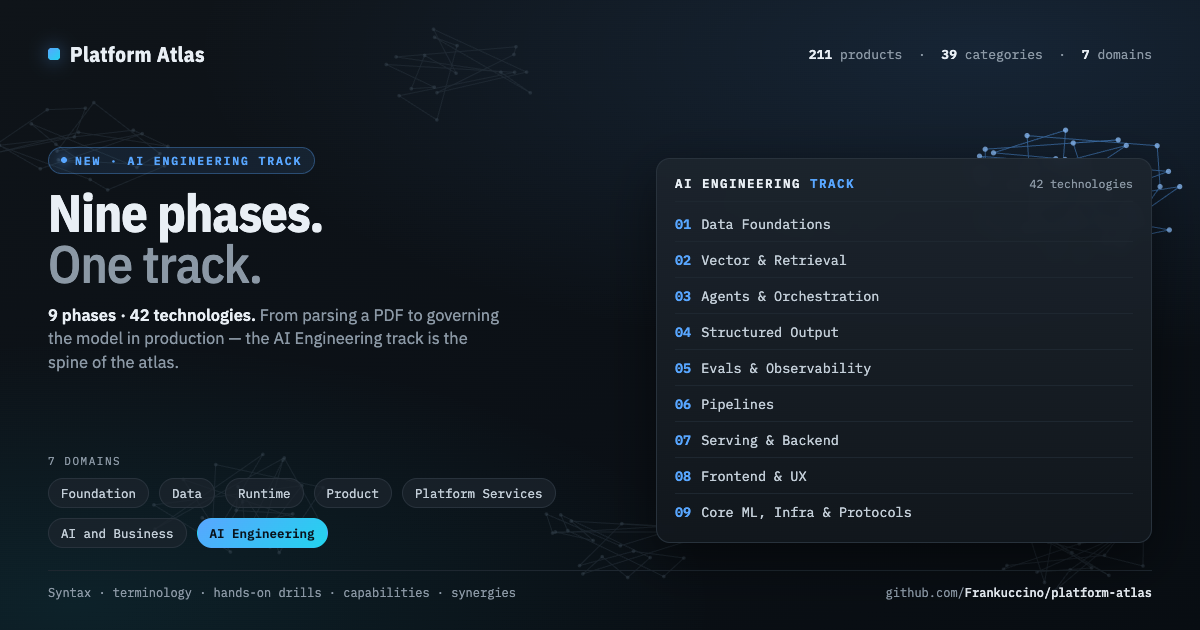 Platform Atlas
211 products · 39 categories · 7 domains
NEW · AI ENGINEERING TRACK
Nine phases.
One track.
9 phases · 42 technologies. From parsing a PDF to governing
the model in production — the AI Engineering track is the
spine of the atlas.
7 DOMAINS
Foundation Data Runtime Product Platform Services
AI and Business AI Engineering
AI ENGINEERING TRACK 42 technologies
01 Data Foundations
02 Vector & Retrieval
03 Agents & Orchestration
04 Structured Output
05 Evals & Observability
06 Pipelines
07 Serving & Backend
08 Frontend & UX
09 Core ML, Infra & Protocols
Syntax · terminology · hands-on drills · capabilities · synergies
github.com/Frankuccino/platform-atlas